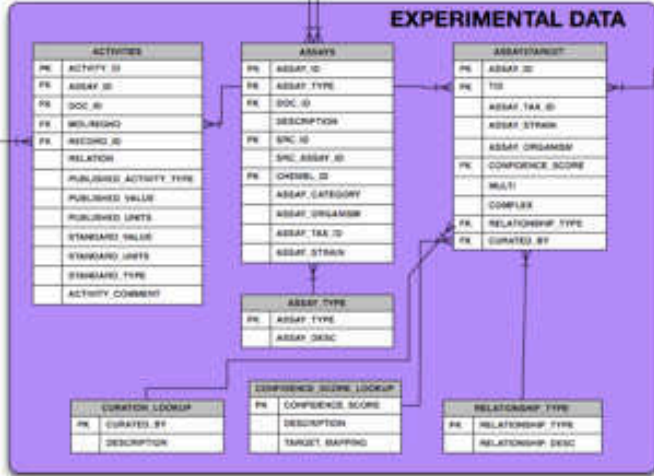 EXPERIMENTAL DATA
ACTIVITIES
PK ACTIVITY_ID
FK ASSAY_ID
FK DOC_ID
FK MOLREGNO
FK RECORD_ID
RELATION
PUBLISHED_ACTIVITY_TYPE
PUBLISHED_VALUE
PUBLISHED_UNITS
STANDARD_VALUE
STANDARD_UNITS
STANDARD_TYPE
ACTIVITY_COMMENT
ASSAYS
PK ASSAY_ID
FK ASSAY_TYPE
FK DOC_ID
DESCRIPTION
FK SRC_ID
SRC_ASSAY_ID
FK CHEMBL_ID
ASSAY_CATEGORY
ASSAY_ORGANISM
ASSAY_TAX_ID
ASSAY_STRAIN
ASSAY_TYPE
PK ASSAY_TYPE
ASSAY_DESC
ASSAY2TARGET
PK ASSAY_ID
PK TID
ASSAY_TAX_ID
ASSAY_STRAIN
ASSAY_ORGANISM
FK CONFIDENCE_SCORE
MULTI
COMPLEX
FK RELATIONSHIP_TYPE
FK CURATED_BY
CURATION_LOOKUP
PK CURATED_BY
DESCRIPTION
CONFIDENCE_SCORE_LOOKUP
PK CONFIDENCE_SCORE
DESCRIPTION
TARGET_MAPPING
RELATIONSHIP_TYPE
PK RELATIONSHIP_TYPE
RELATIONSHIP_DESC